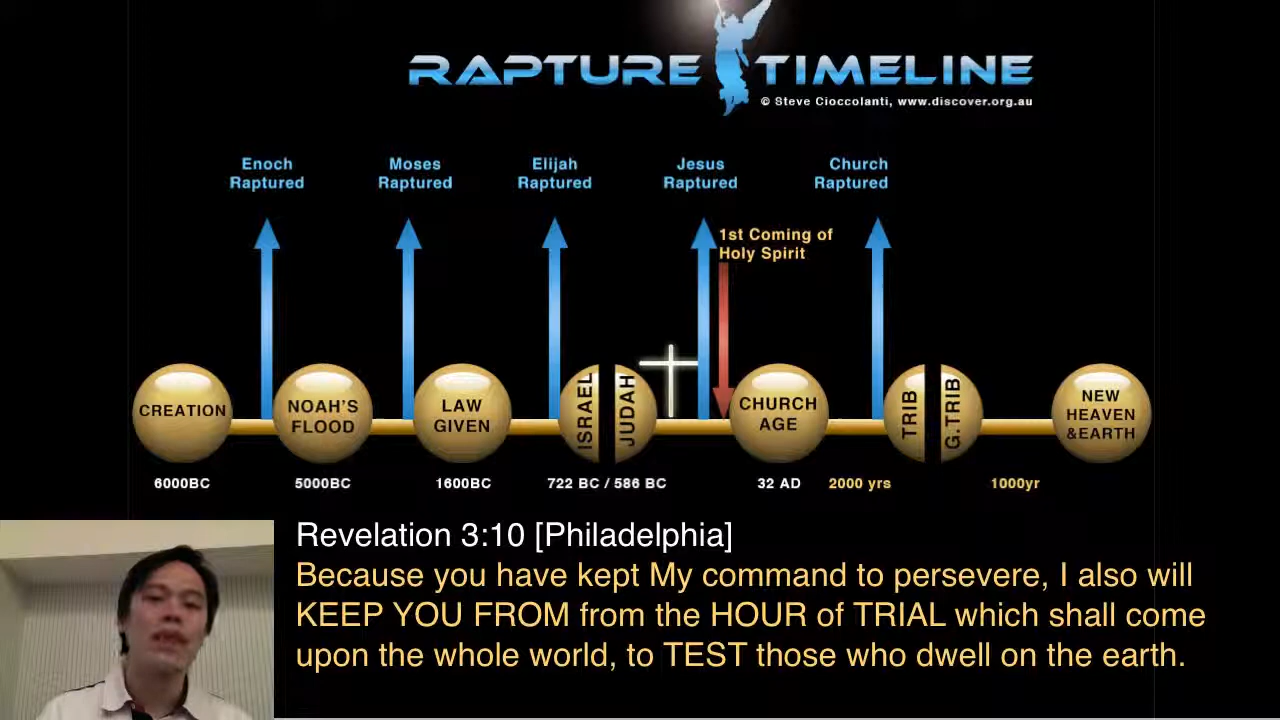 RAPTURE TIMELINE
© Steve Cioccolanti, www.discover.org.au
Enoch
Raptured
Moses
Raptured
Elijah
Raptured
Jesus
Raptured
Church
Raptured
1st Coming of
Holy Spirit
CREATION
NOAH'S
FLOOD
LAW
GIVEN
ISRAEL
JUDAH
CHURCH
AGE
TRIB
G.TRIB
NEW
HEAVEN
&EARTH
6000BC
5000BC
1600BC
722 BC / 586 BC
32 AD
2000 yrs
1000yr
Revelation 3:10 [Philadelphia]
Because you have kept My command to persevere, I also will
KEEP YOU FROM from the HOUR of TRIAL which shall come
upon the whole world, to TEST those who dwell on the earth.